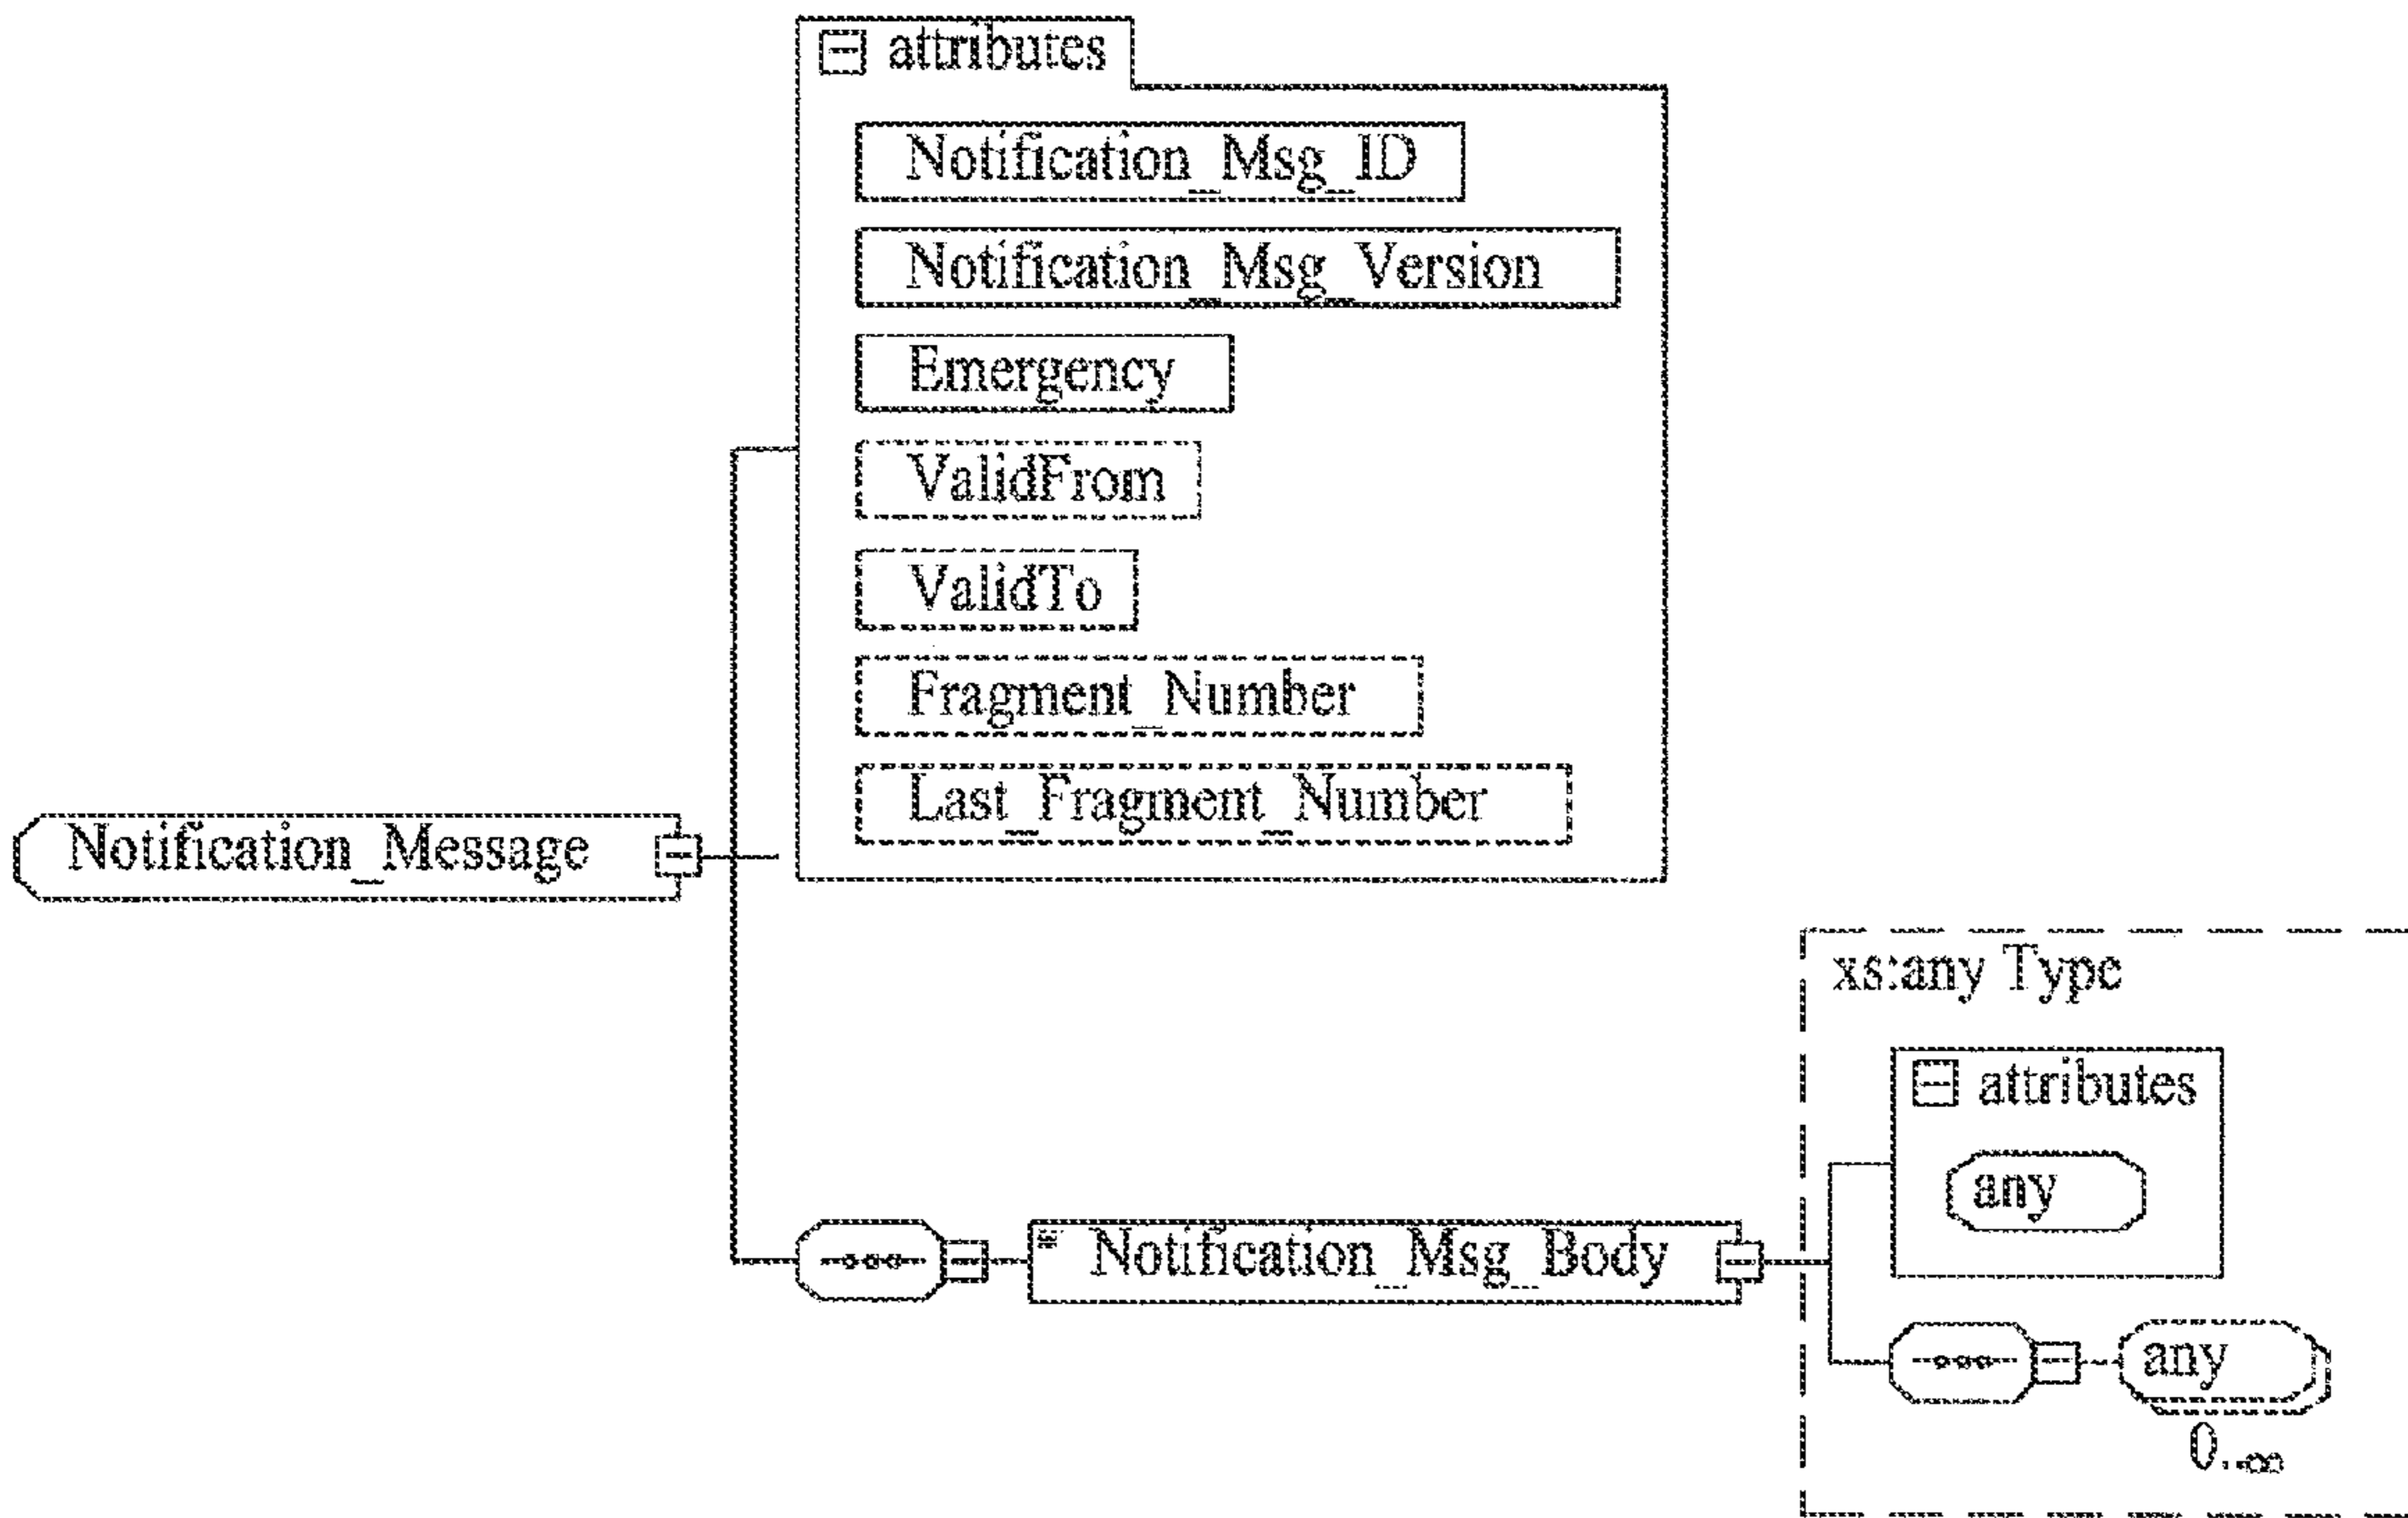 attributes
Notification_Msg_ID
Notification_Msg_Version
Emergency
ValidFrom
ValidTo
Fragment_Number
Last_Fragment_Number
Notification_Message
xs:any Type
attributes
any
Notification_Msg_Body
any
0..∞